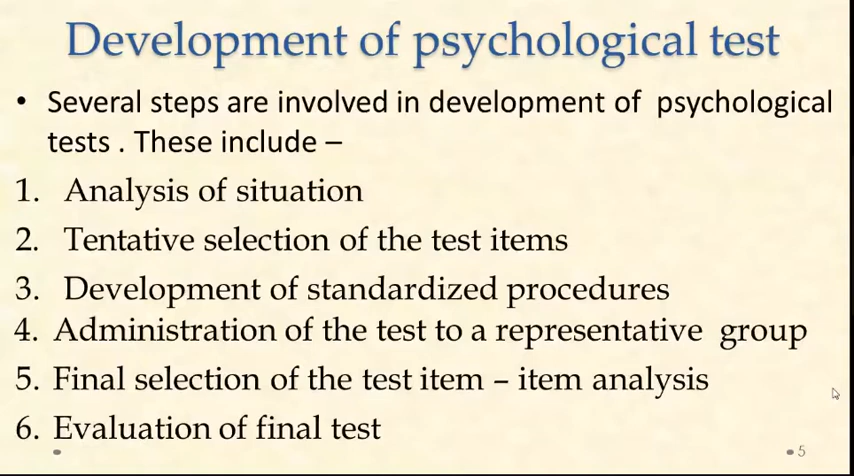 Development of psychological test
• Several steps are involved in development of psychological
tests . These include –
1. Analysis of situation
2. Tentative selection of the test items
3. Development of standardized procedures
4. Administration of the test to a representative group
5. Final selection of the test item – item analysis
6. Evaluation of final test
5